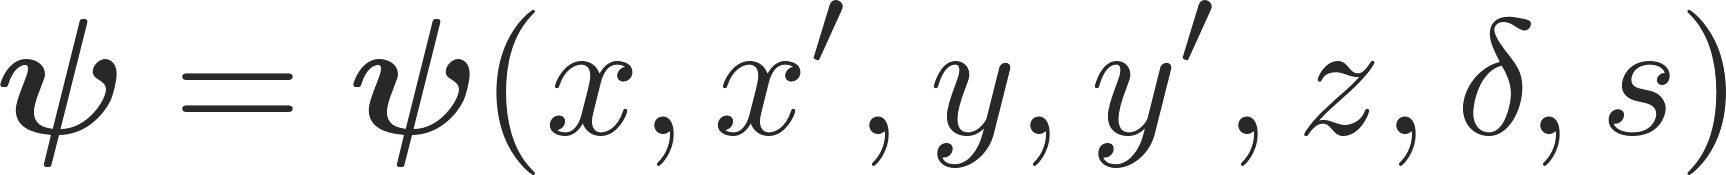 ψ = ψ(x, x′, y, y′, z, δ, s)